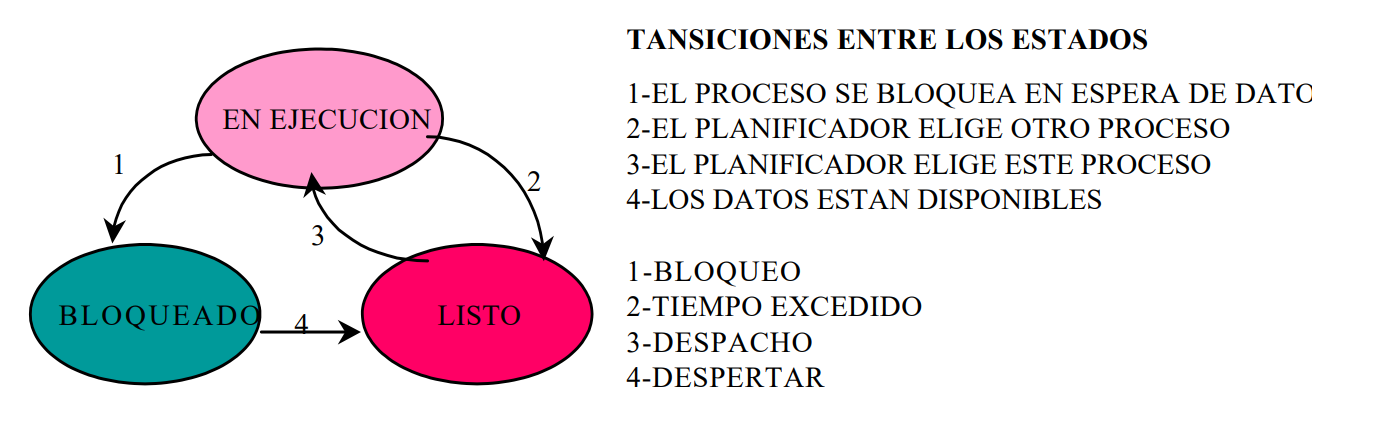 TANSICIONES ENTRE LOS ESTADOS
EN EJECUCION
1
2
3
BLOQUEADO
4
LISTO
1-EL PROCESO SE BLOQUEA EN ESPERA DE DATO
2-EL PLANIFICADOR ELIGE OTRO PROCESO
3-EL PLANIFICADOR ELIGE ESTE PROCESO
4-LOS DATOS ESTAN DISPONIBLES
1-BLOQUEO
2-TIEMPO EXCEDIDO
3-DESPACHO
4-DESPERTAR